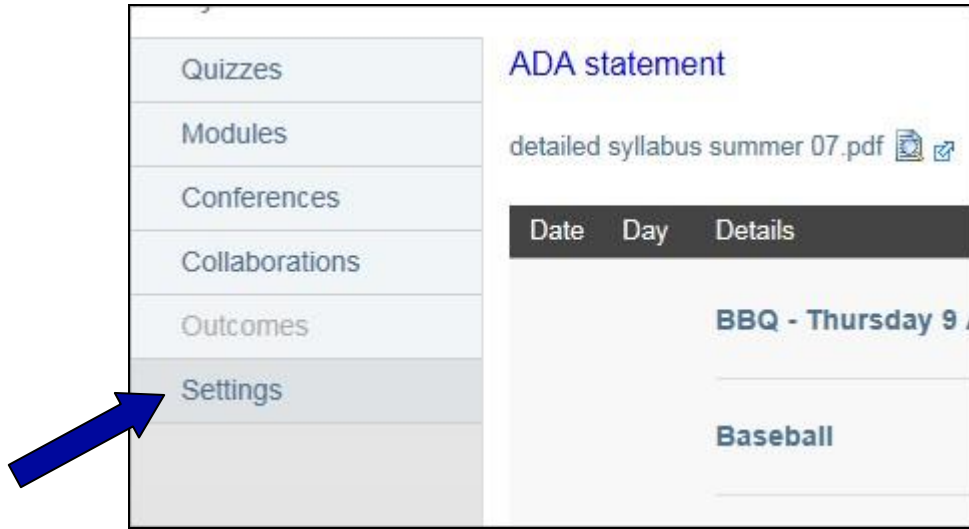 Quizzes
Modules
Conferences
Collaborations
Outcomes
Settings
ADA statement
detailed syllabus summer 07.pdf
Date Day Details
BBQ - Thursday 9
Baseball